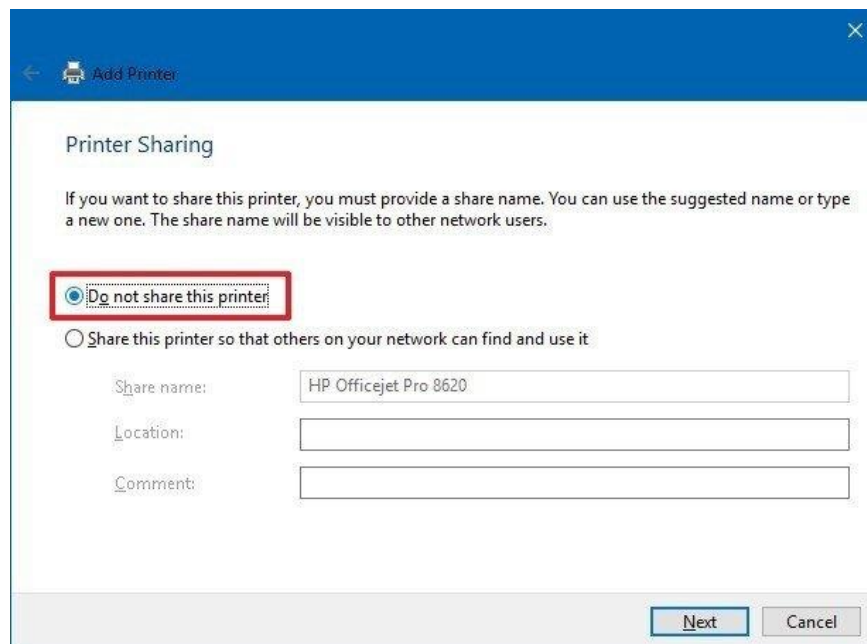 Add Printer
Printer Sharing
If you want to share this printer, you must provide a share name. You can use the suggested name or type
a new one. The share name will be visible to other network users.
Do not share this printer
Share this printer so that others on your network can find and use it
Share name: HP Officejet Pro 8620
Location:
Comment:
Next Cancel